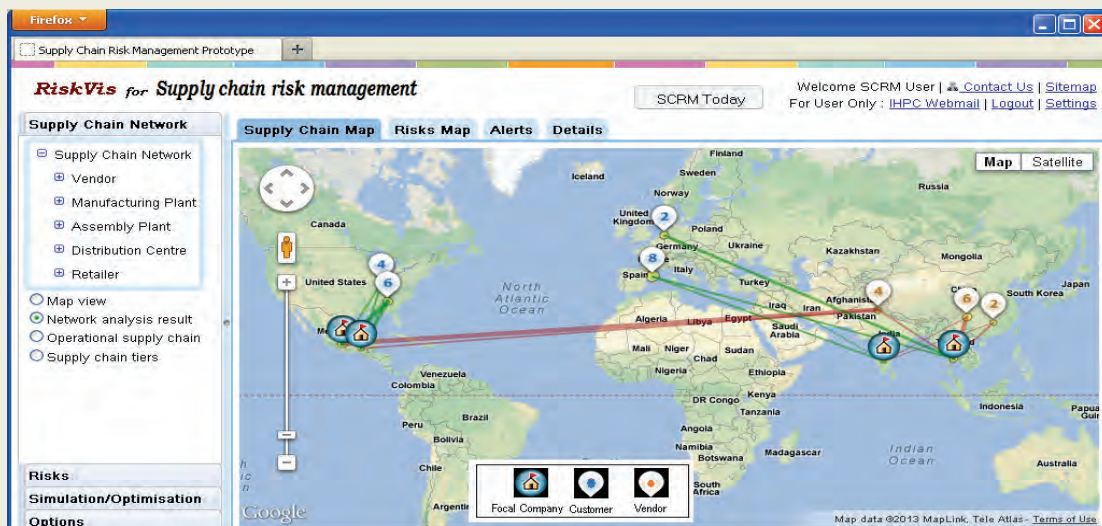 Firefox
Supply Chain Risk Management Prototype
RiskVis for Supply chain risk management
SCRM Today
Welcome SCRM User | Contact Us | Sitemap
For User Only : IHPC Webmail | Logout | Settings
Supply Chain Network
Supply Chain Network
Vendor
Manufacturing Plant
Assembly Plant
Distribution Centre
Retailer
Map view
Network analysis result
Operational supply chain
Supply chain tiers
Risks
Simulation/Optimisation
Options
Supply Chain Map
Risks Map
Alerts
Details
Map
Satellite
Finland
Iceland
Sweden
Norway
Russia
Canada
United
Kingdom
2
Poland
Germany
Ukraine
Kazakhstan
Mongolia
4
6
8
Spain
Italy
Turkey
4
6
2
Japan
South Korea
United States
North
Atlantic
Ocean
Iraq
Iran
Afghanistan
Pakistan
Algeria
Libya
Egypt
Saudi
Arabia
India
Mali
Niger
Chad
Sudan
Nigeria
Ethiopia
Venezuela
Colombia
DR Congo
Kenya
Tanzania
Indonesia
Brazil
Peru
Angola
Bolivia
Namibia
Botswana
Madagascar
Indian
Ocean
Chile
Australia
South
Africa
Focal Company
Customer
Vendor
Google
Map data ©2013 MapLink, Tele Atlas - Terms of Use